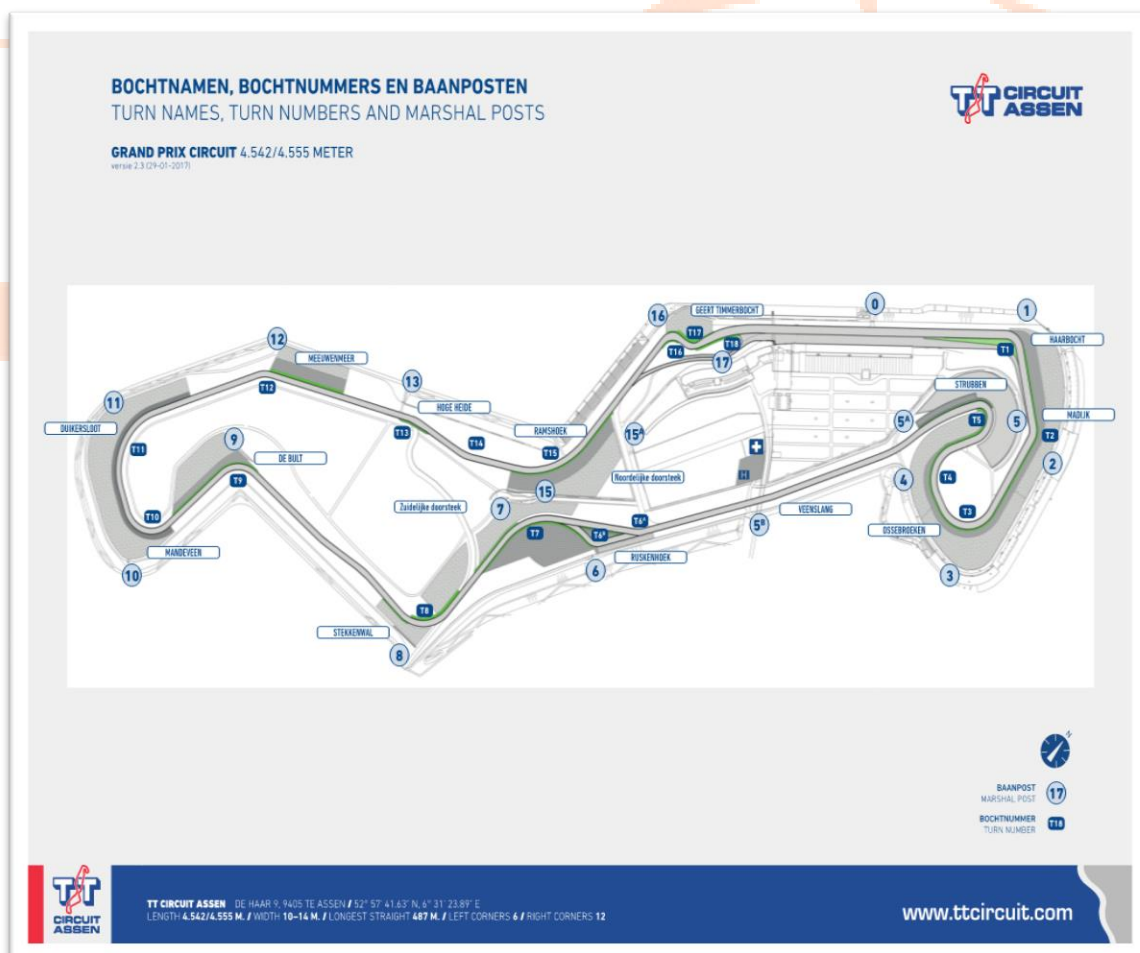 BOCHTNAMEN, BOCHTNUMMERS EN BAANPOSTEN
TURN NAMES, TURN NUMBERS AND MARSHAL POSTS
GRAND PRIX CIRCUIT 4.542/4.555 METER
versie 2.3 (29-01-2017)
TT CIRCUIT ASSEN
0
1
16
GEERT TIMMERBOCHT
T17
T16
T18
17
T1
HAARBOCHT
12
MEEUWENMEER
T12
13
HOGE HEIDE
T13
T14
11
DUIKERSLOOT
T11
9
DE BULT
T9
T10
MANDEVEEN
10
RAMSHOEK
T15
15
15A
Noordelijke doorsteek
Zuidelijke doorsteek
7
T7
T6B
T6A
RUSKENHOEK
6
T8
STEKKENWAL
8
H
5B
VEENSLANG
STRUBBEN
5A
T5
5
MADIJK
T2
2
4
T4
T3
OSSEBROEKEN
3
N
BAANPOST
MARSHAL POST
17
BOCHTNUMMER
TURN NUMBER
T18
TT CIRCUIT ASSEN
TT CIRCUIT ASSEN DE HAAR 9, 9405 TE ASSEN / 52° 57' 41.63" N, 6° 31' 23.89" E
LENGTH 4.542/4.555 M. / WIDTH 10–14 M. / LONGEST STRAIGHT 487 M. / LEFT CORNERS 6 / RIGHT CORNERS 12
www.ttcircuit.com